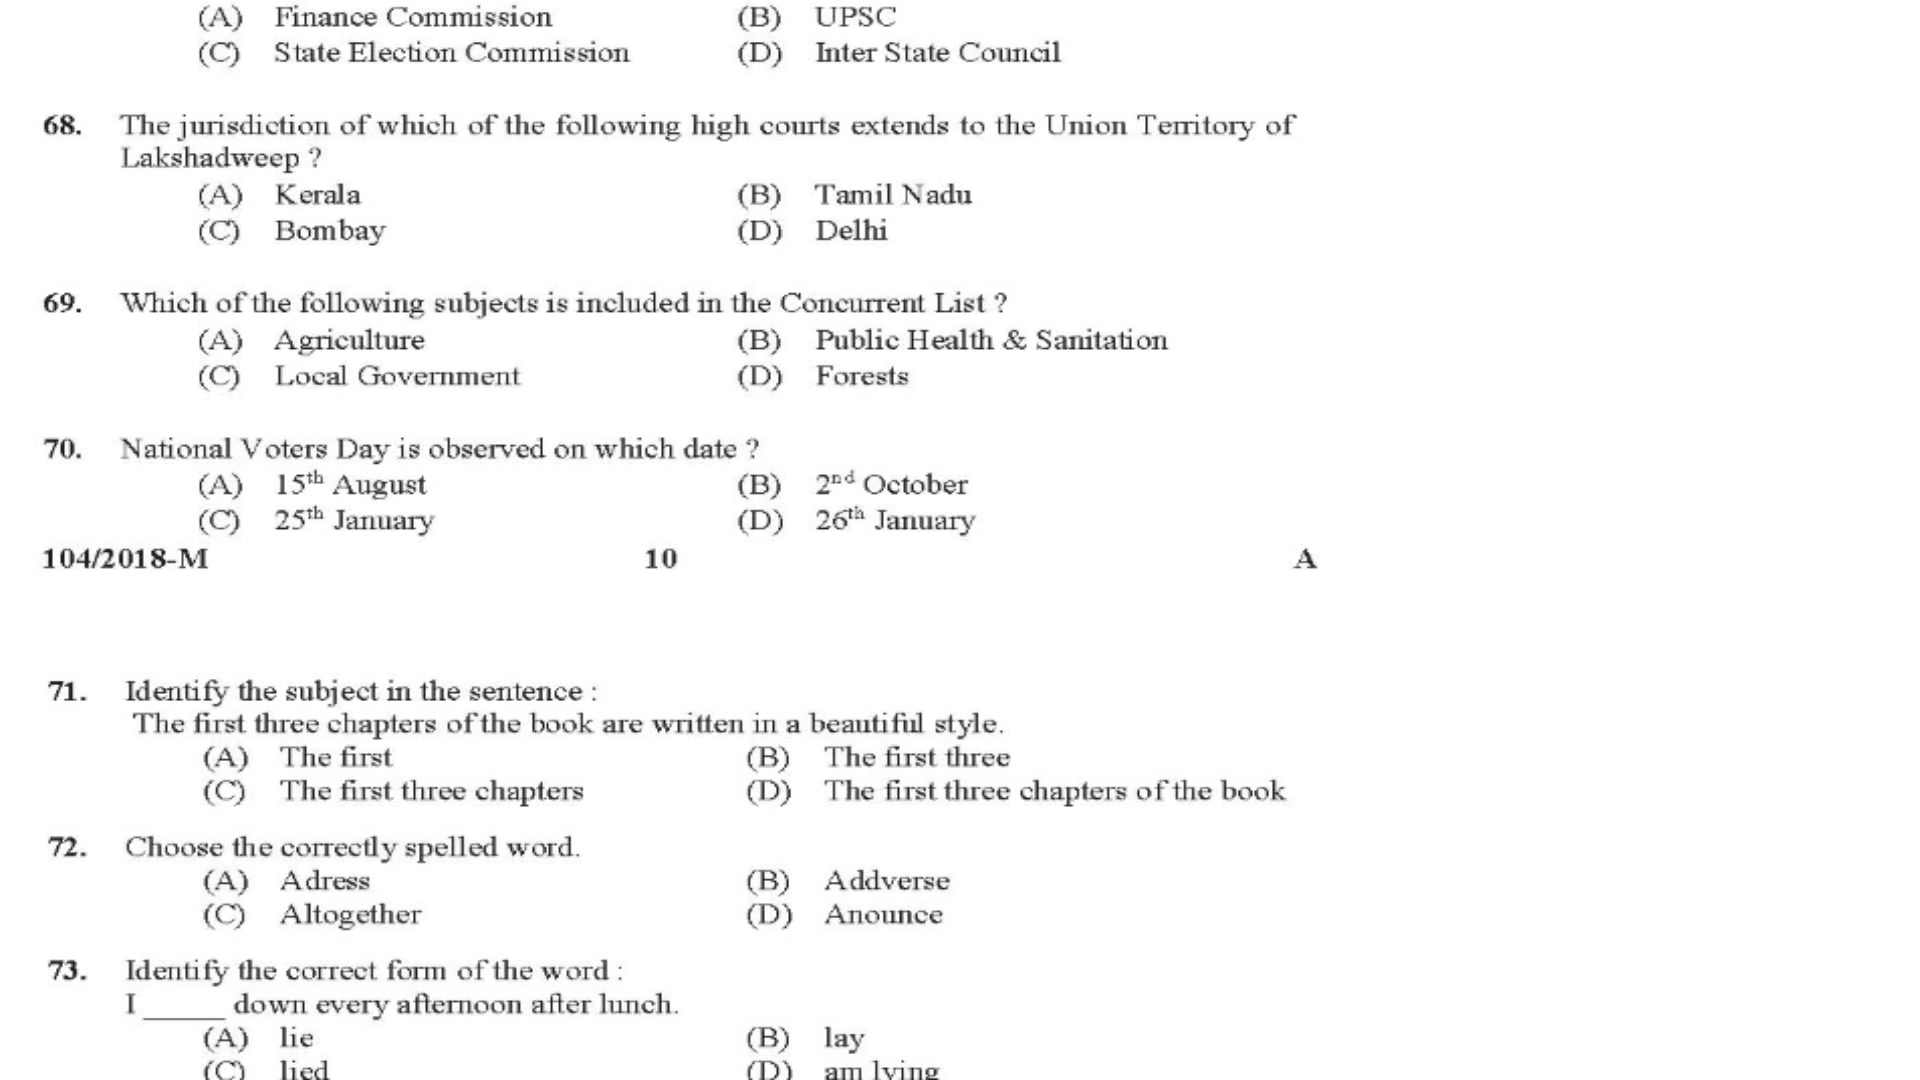 (A) Finance Commission (B) UPSC
(C) State Election Commission (D) Inter State Council
68. The jurisdiction of which of the following high courts extends to the Union Territory of
Lakshadweep ?
(A) Kerala (B) Tamil Nadu
(C) Bombay (D) Delhi
69. Which of the following subjects is included in the Concurrent List ?
(A) Agriculture (B) Public Health & Sanitation
(C) Local Government (D) Forests
70. National Voters Day is observed on which date ?
(A) 15th August (B) 2nd October
(C) 25th January (D) 26th January
104/2018-M 10 A
71. Identify the subject in the sentence :
The first three chapters of the book are written in a beautiful style.
(A) The first (B) The first three
(C) The first three chapters (D) The first three chapters of the book
72. Choose the correctly spelled word.
(A) Adress (B) Addverse
(C) Altogether (D) Anounce
73. Identify the correct form of the word :
I ______ down every afternoon after lunch.
(A) lie (B) lay
(C) lied (D) am lying